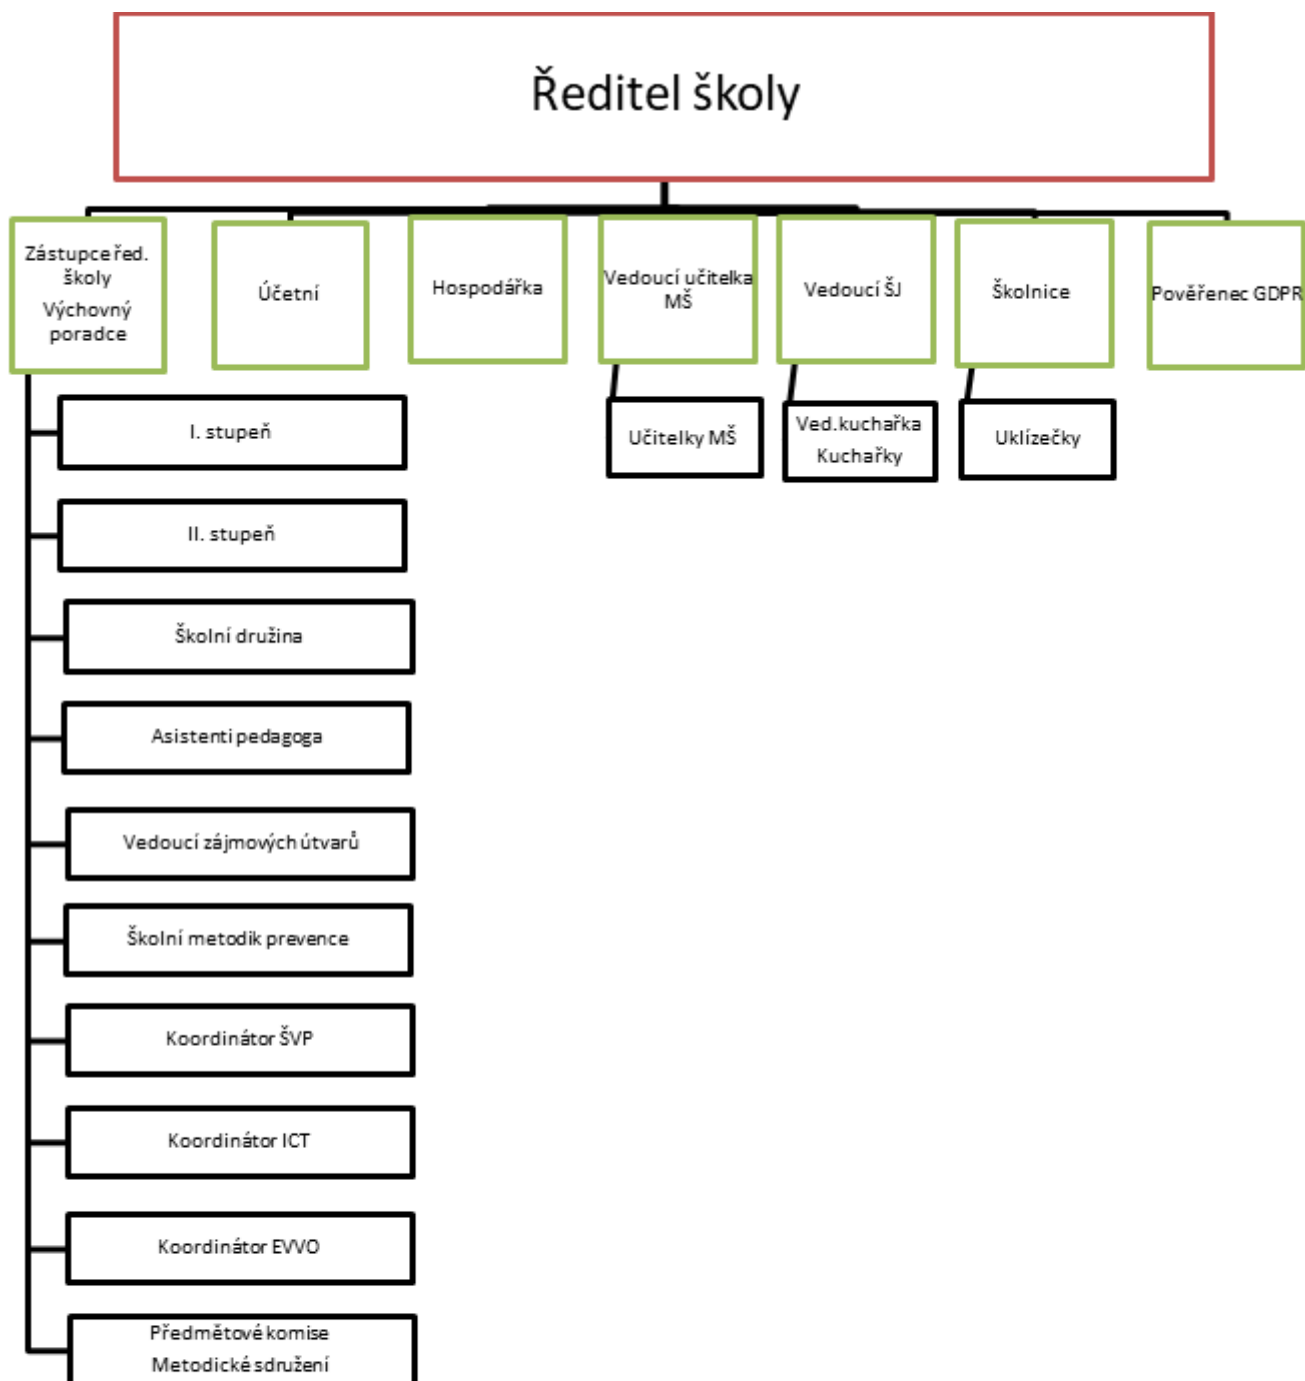 Ředitel školy
Zástupce řed.
školy
Výchovný
poradce
Účetní
Hospodářka
Vedoucí učitelka
MŠ
Vedoucí ŠJ
Školnice
Pověřenec GDPR
I. stupeň
Učitelky MŠ
Ved.kuchařka
Kuchařky
Uklízečky
II. stupeň
Školní družina
Asistenti pedagoga
Vedoucí zájmových útvarů
Školní metodik prevence
Koordinátor ŠVP
Koordinátor ICT
Koordinátor EVVO
Předmětové komise
Metodické sdružení